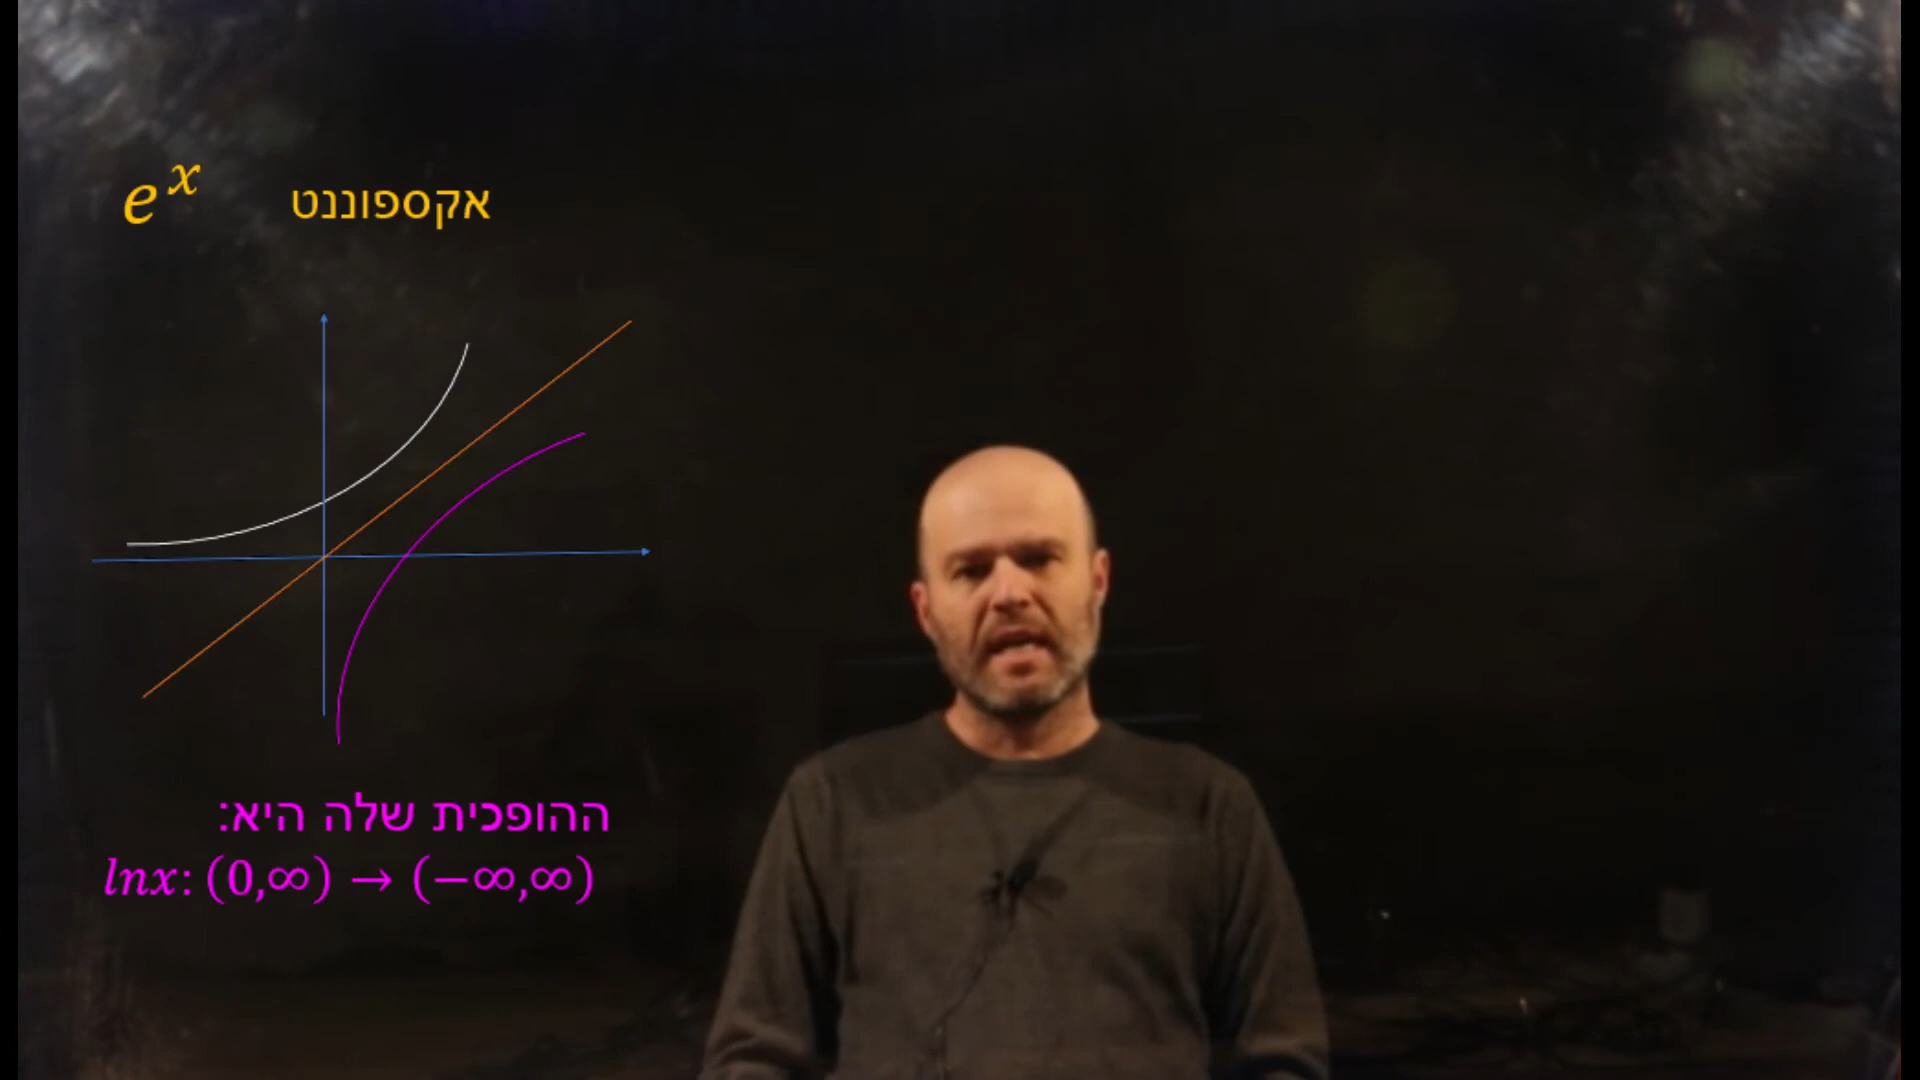 e^x אקספוננט
ההופכית שלה היא:
lnx: (0,∞) → (−∞,∞)